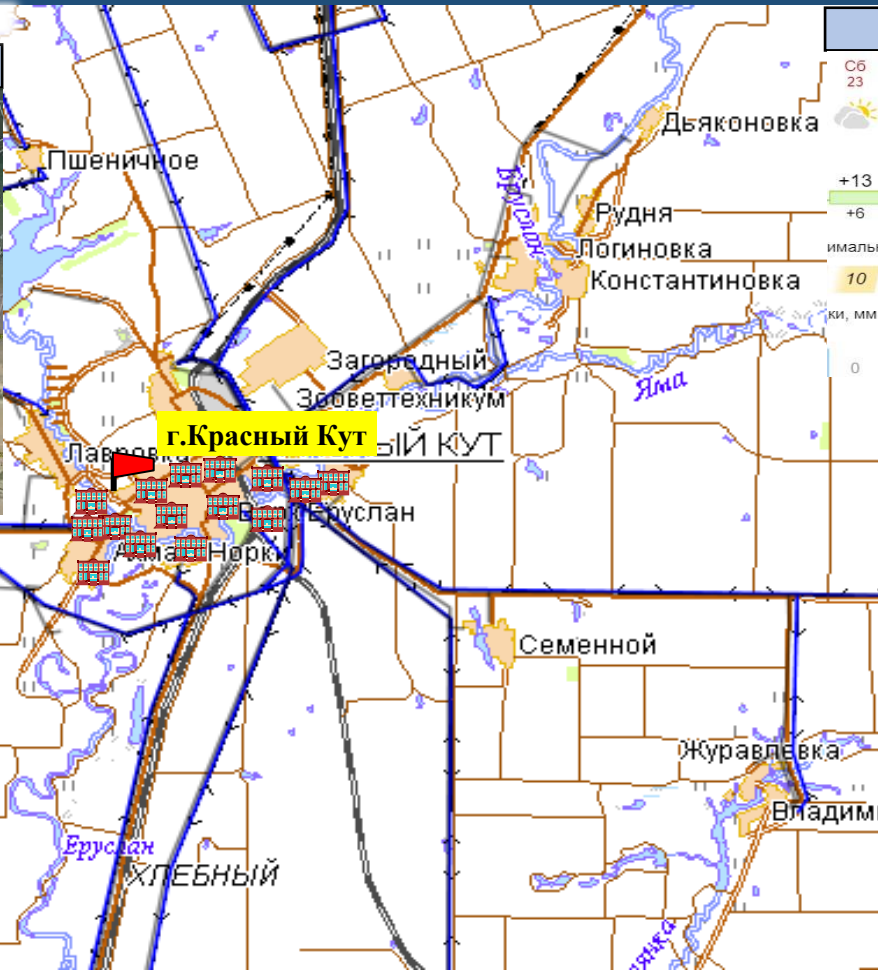 Сб
23
Дьяконовка
Пшеничное
+13
Еруслан
+6
Рудня
Логиновка
имальн
Константиновка
10
ки, мм
Загородный
0
Яма
Зооветтехникум
г.Красный Кут
ЫЙ КУТ
Лавровка
Еруслан
Норки
Семенной
Журавлевка
Владими
Еруслан
ХЛЕБНЫЙ